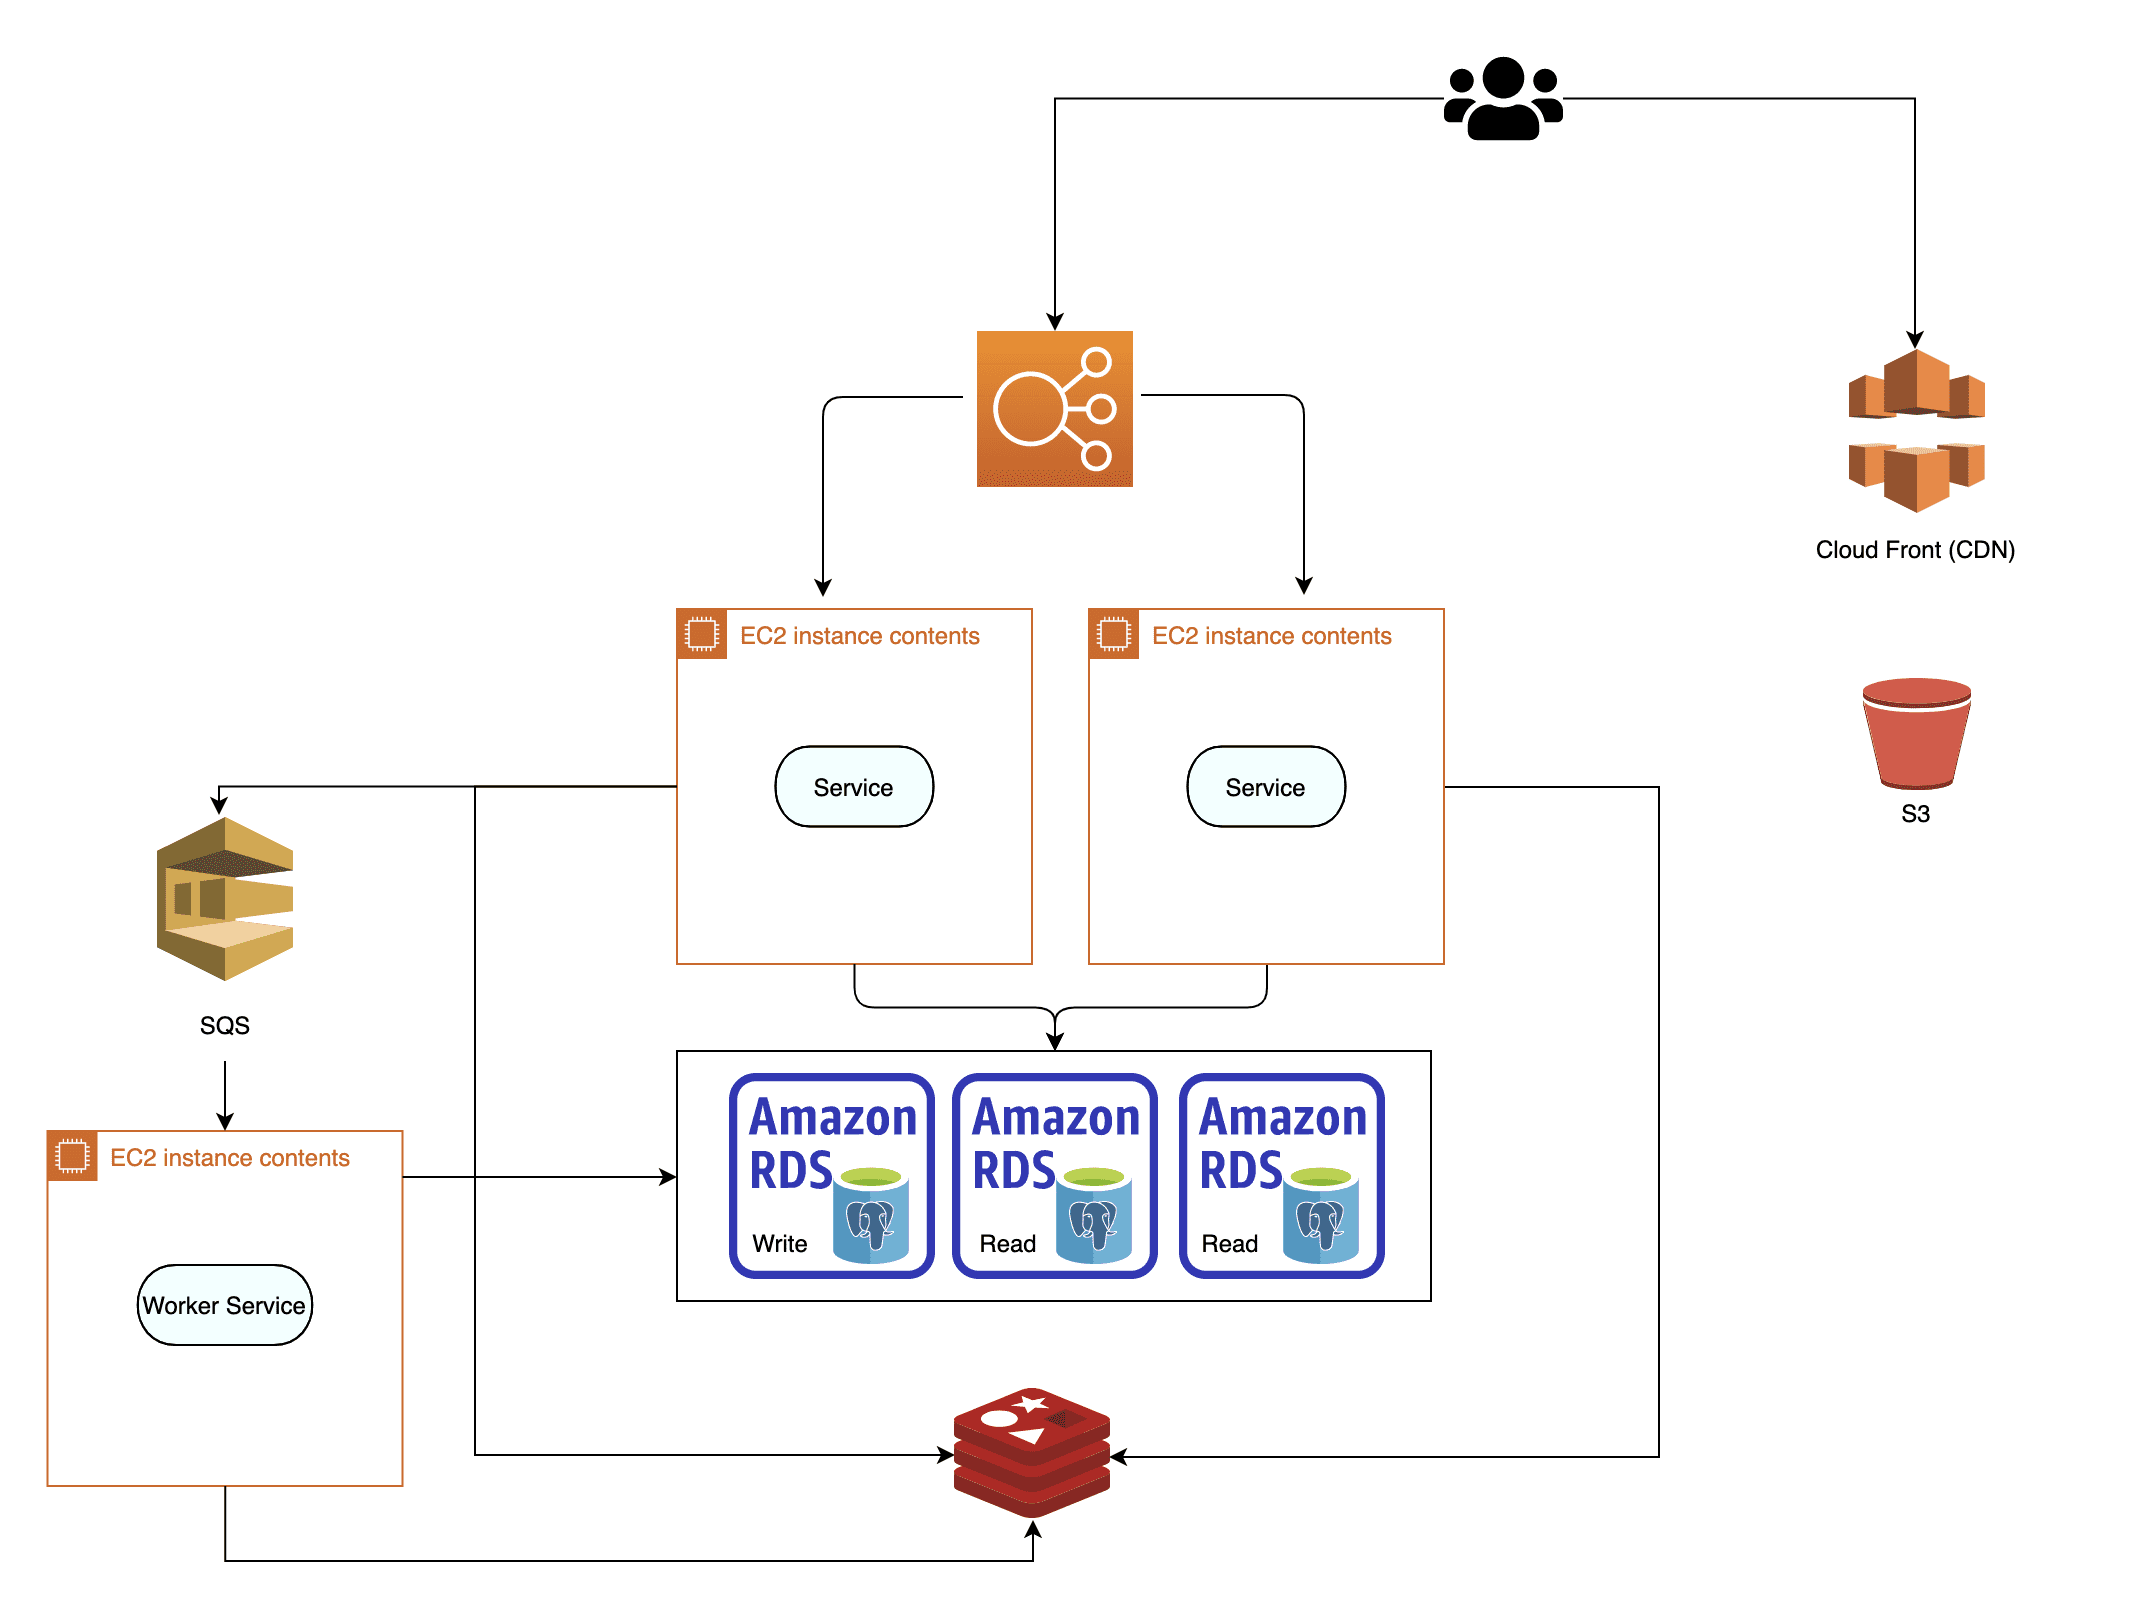 Cloud Front (CDN)
EC2 instance contents
EC2 instance contents
Service
Service
S3
SQS
Amazon
RDS
Write
Amazon
RDS
Read
Amazon
RDS
Read
EC2 instance contents
Worker Service